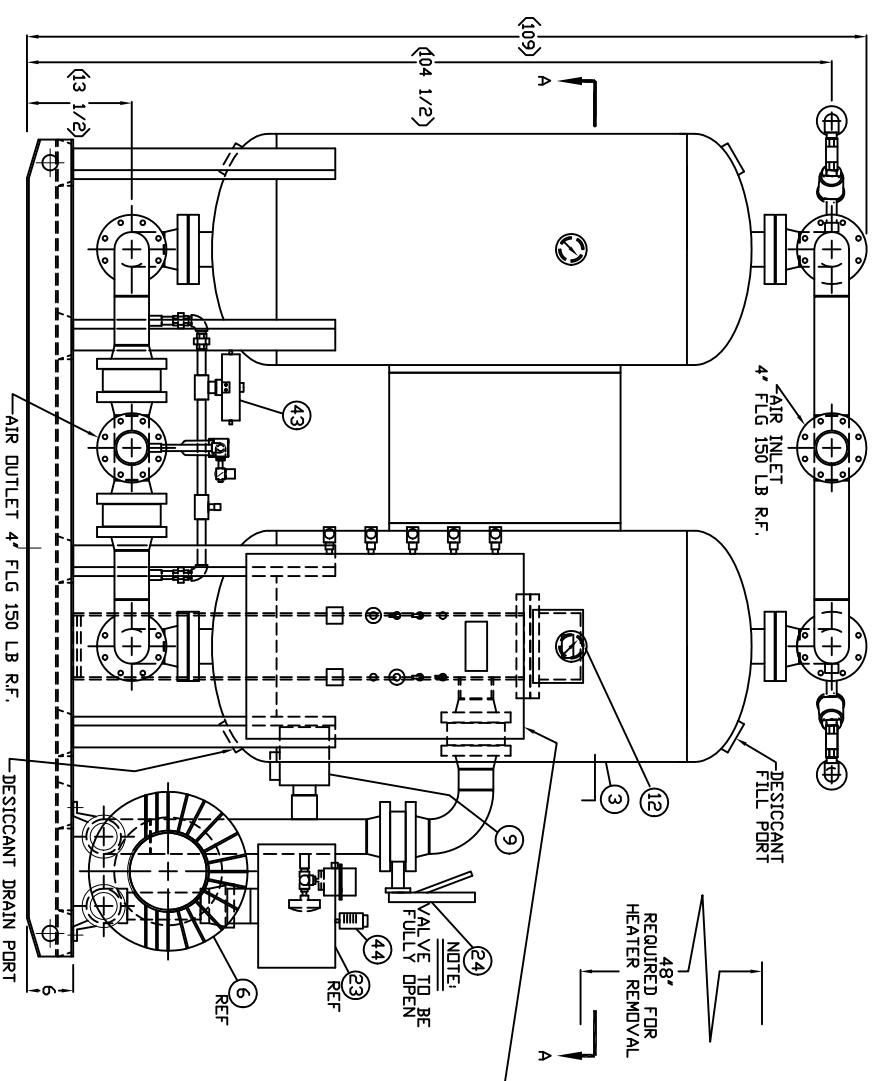 (109)
(104 1/2)
(13 1/2)
A
4" FLG 150 LB R.F.
AIR INLET
DESICCANT
FILL PORT
48"
REQUIRED FOR
HEATER REMOVAL
A
12
3
9
43
24
NOTE:
VALVE TO BE
FULLY OPEN
44
23
REF
6
REF
6
AIR OUTLET 4" FLG 150 LB R.F.
DESICCANT DRAIN PORT